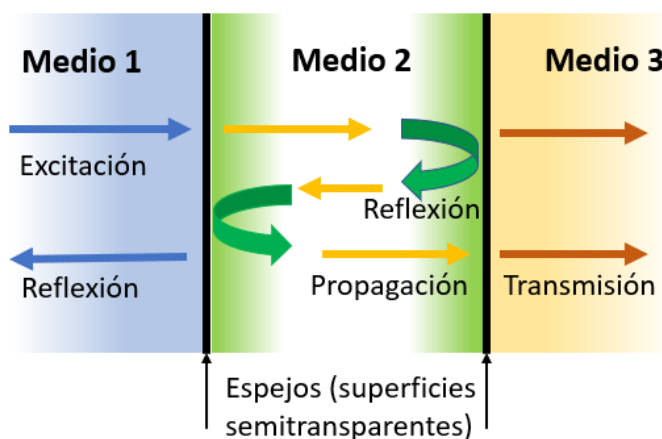 Medio 1
Medio 2
Medio 3
Excitación
Reflexión
Reflexión
Propagación
Transmisión
Espejos (superficies
semitransparentes)